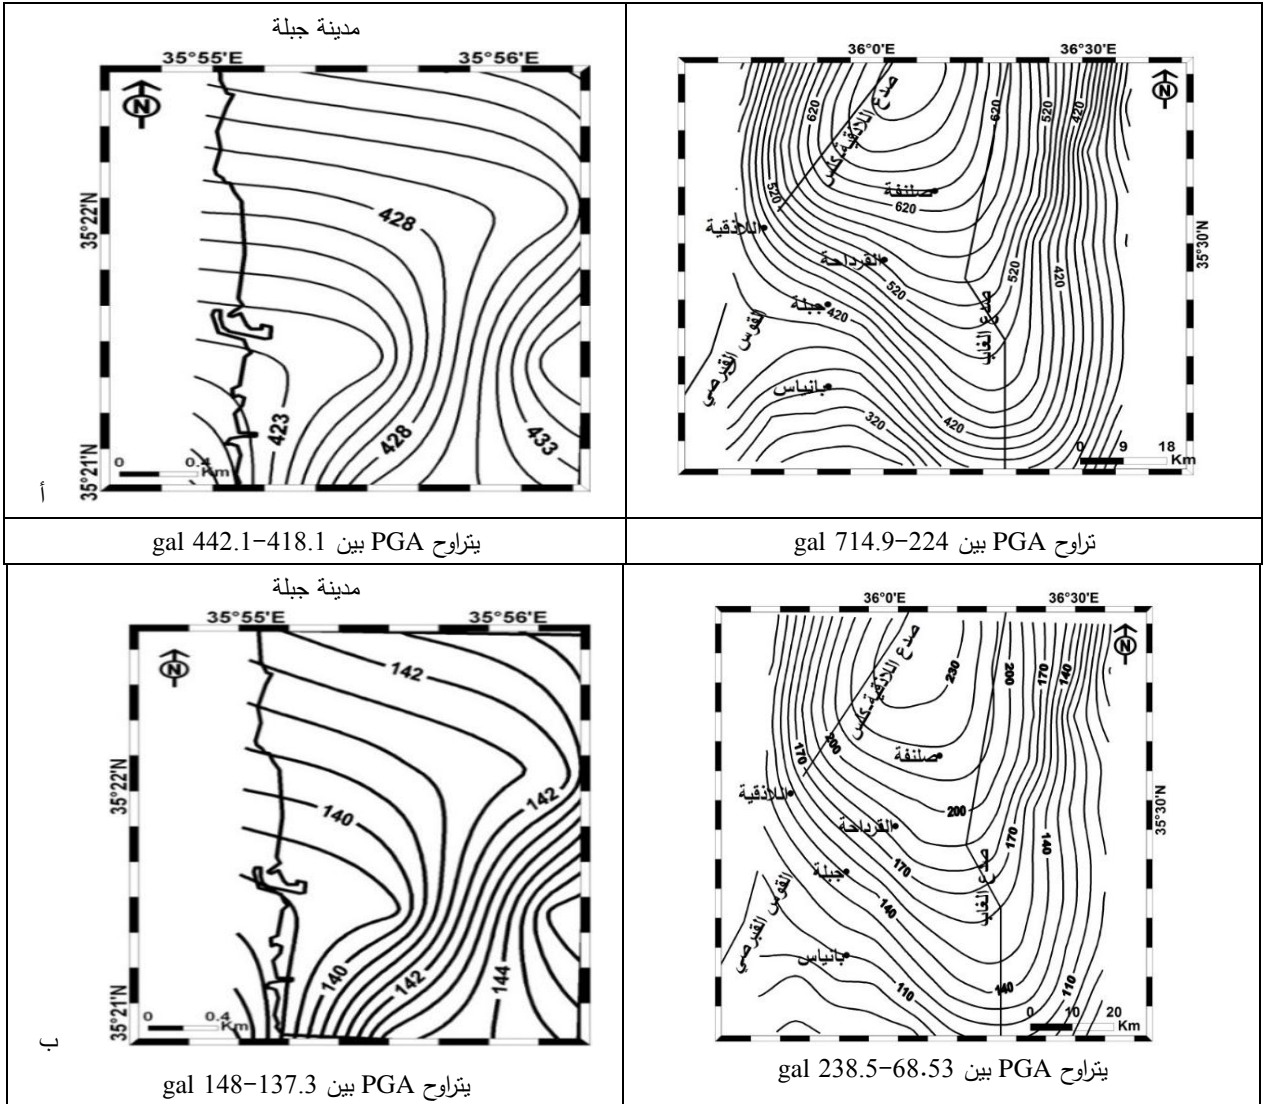 مدينة جبلة
35°55'E
35°56'E
N
428
35°22'N
423
428
433
35°21'N
0 0.4
Km
أ
36°0'E
36°30'E
N
620
620
520
420
صدع اللاذقية كلس
صلنفة
620
520
اللاذقية
35°30'N
القرداحة
520
520
420
جبلة
420
صدع الغاب
القوس القبرصي
بانياس
320
420
0 9 18
Km
يتراوح PGA بين 418.1-442.1 gal
تراوح PGA بين 224-714.9 gal
مدينة جبلة
35°55'E
35°56'E
N
142
35°22'N
142
140
140
142
144
35°21'N
0 0.4
Km
ب
يتراوح PGA بين 137.3-148 gal
36°0'E
36°30'E
N
صدع اللاذقية كلس
230
200
170
140
200
صلنفة
170
اللاذقية
35°30'N
200
القرداحة
170
140
170
جبلة
صدع الغاب
140
القوس القبرصي
بانياس
110
140
110
0 10 20
Km
يتراوح PGA بين 68.53-238.5 gal